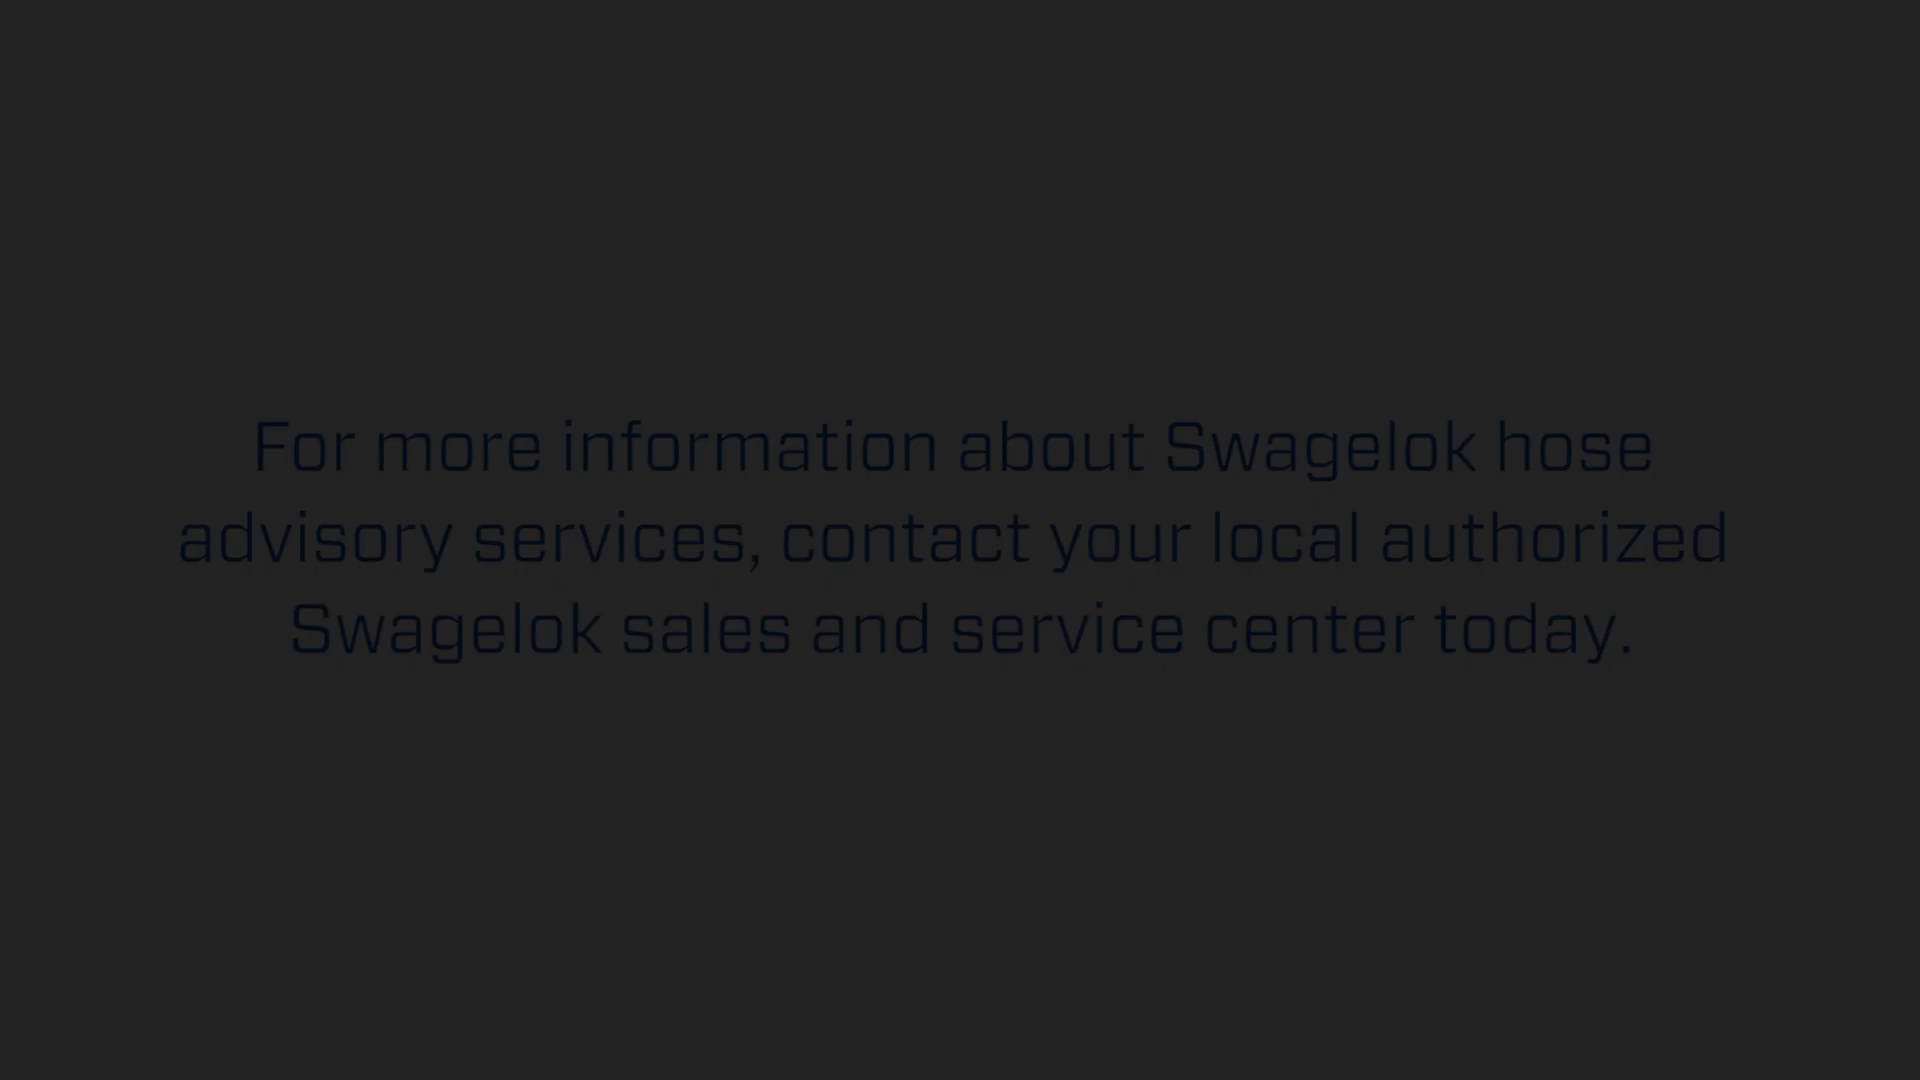 For more information about Swagelok hose
advisory services, contact your local authorized
Swagelok sales and service center today.